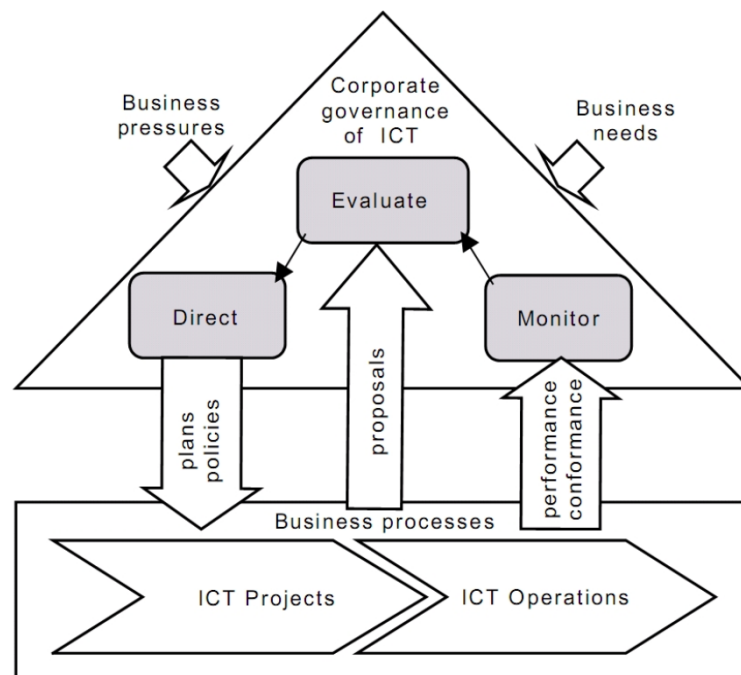 Corporate
governance
of ICT
Business
pressures
Business
needs
Evaluate
Direct
Monitor
plans
policies
proposals
performance
conformance
Business processes
ICT Projects
ICT Operations